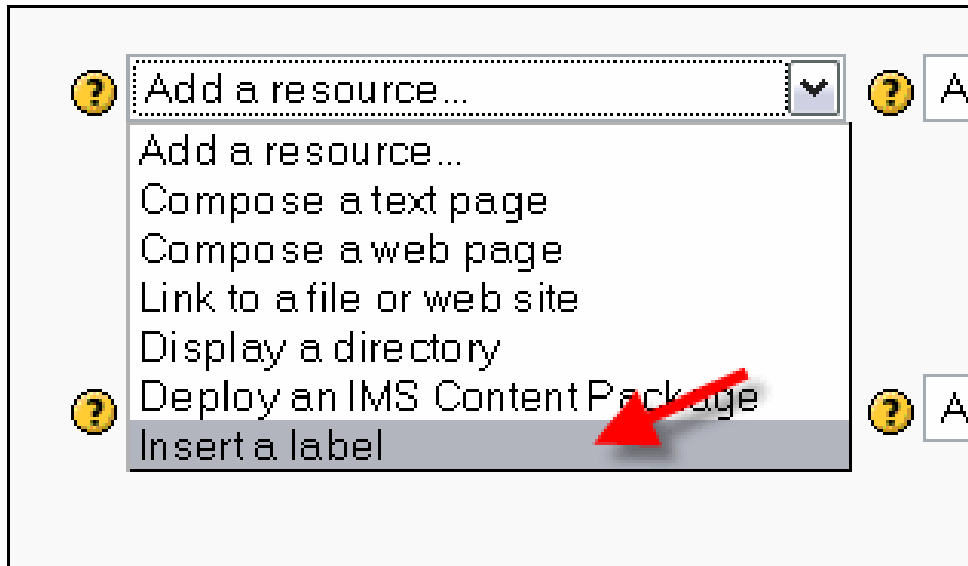 Add a resource... A
Add a resource...
Compose a text page
Compose a web page
Link to a file or web site
Display a directory
Deploy an IMS Content Package
A
Insert a label